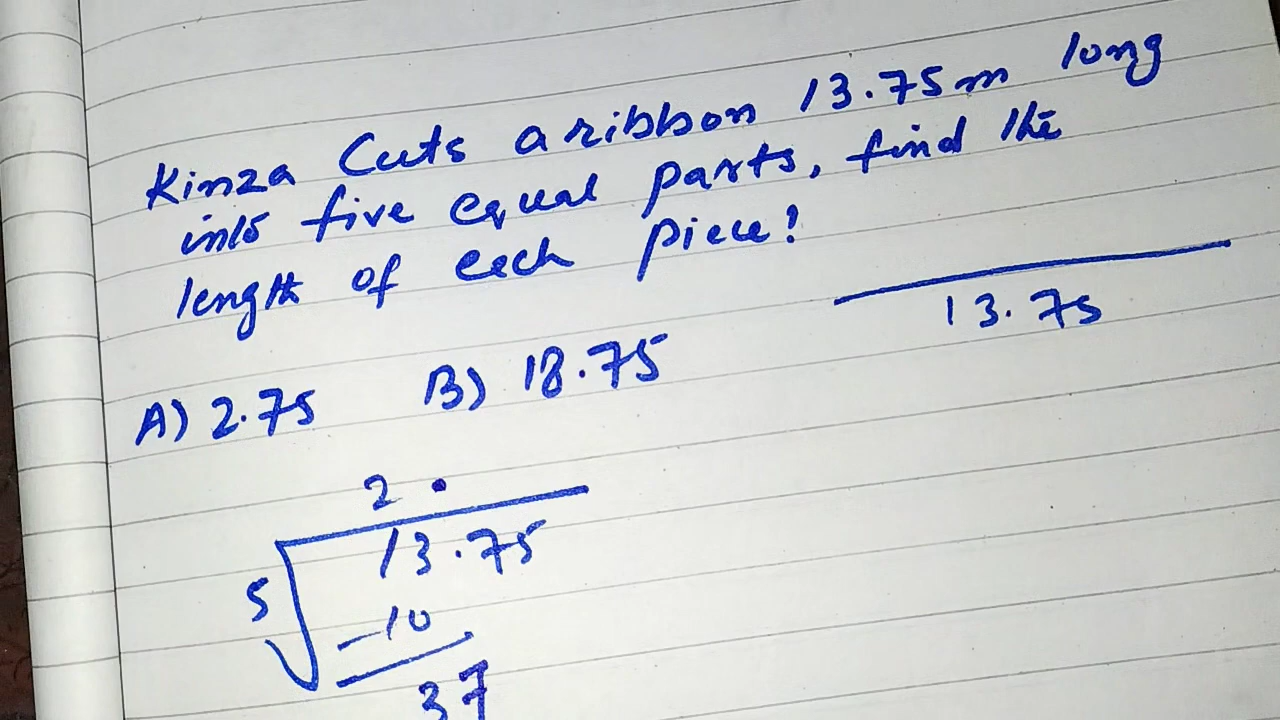 Kinza Cuts a ribbon 13.75m long
into five equal parts, find the
length of each piece?
13.75
A) 2.75 B) 18.75
2.
5 13.75
-10
37